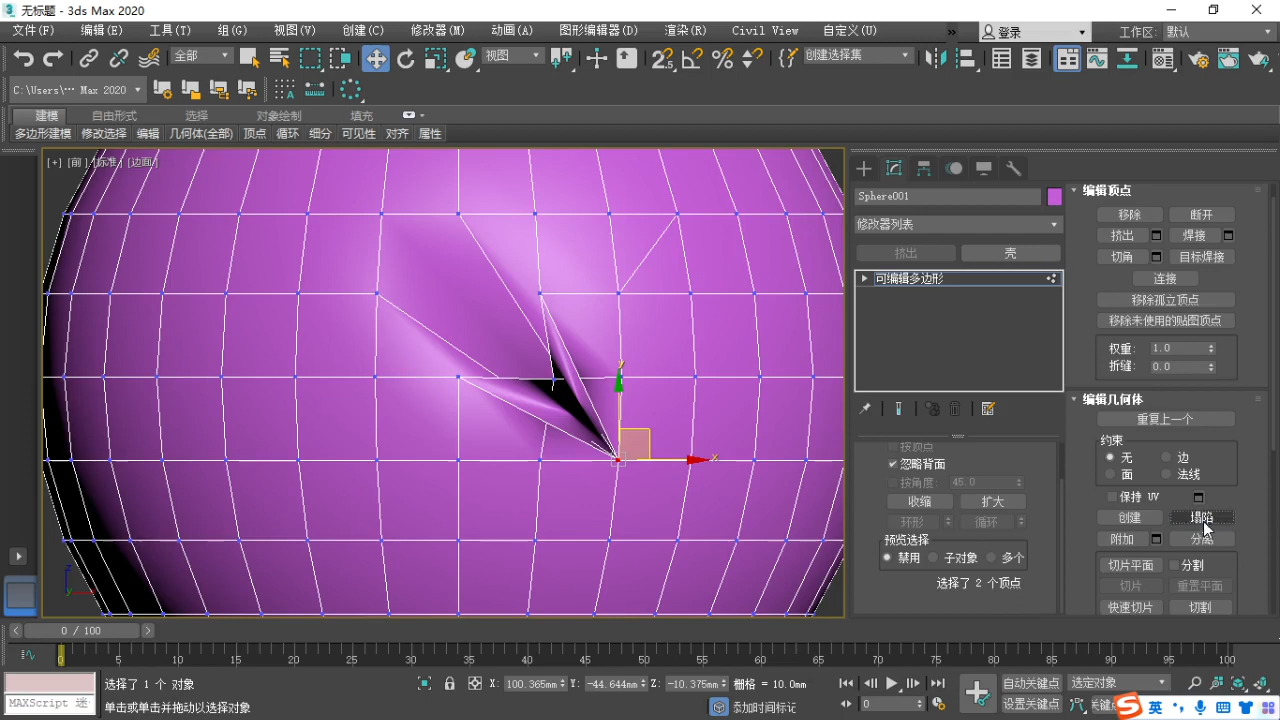 无标题 - 3ds Max 2020
文件(F) 编辑(E) 工具(T) 组(G) 视图(V) 创建(C) 修改器(M) 动画(A) 图形编辑器(D) 渲染(R) Civil View 自定义(U) » 登录 工作区: 默认
全部 视图 创建选择集
C:\Users\··· Max 2020
建模 自由形式 选择 对象绘制 填充
多边形建模 修改选择 编辑 几何体(全部) 顶点 循环 细分 可见性 对齐 属性
[+] [前] [标准] [边面]
Sphere001
修改器列表
挤出 壳
可编辑多边形
按顶点
忽略背面
按角度: 45.0
收缩 扩大
环形 循环
预览选择
禁用 子对象 多个
选择了 2 个顶点
编辑顶点
移除 断开
挤出 焊接
切角 目标焊接
连接
移除孤立顶点
移除未使用的贴图顶点
权重: 1.0
折缝: 0.0
编辑几何体
重复上一个
约束
无 边
面 法线
保持 UV
创建 塌陷
附加 分离
切片平面 分割
切片 重置平面
快速切片 切割
x
0 / 100
0 5 10 15 20 25 30 35 40 45 50 55 60 65 70 75 80 85 90 95 100
选择了 1 个 对象 X: 100.365mm Y: -44.644mm Z: -10.375mm 栅格 = 10.0mm 自动关键点 选定对象
MAXScript 迷 单击或单击并拖动以选择对象 添加时间标记 0 设置关键点
S 英